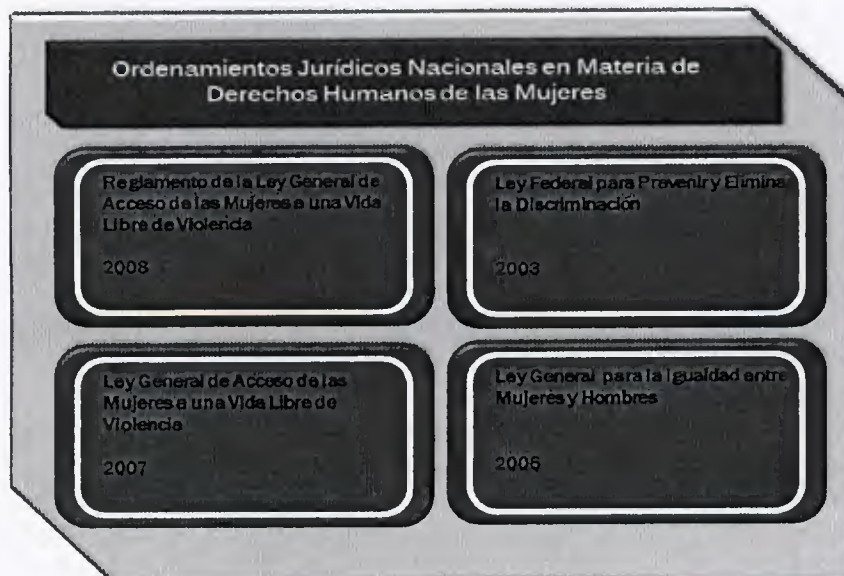 Ordenamientos Jurídicos Nacionales en Materia de
Derechos Humanos de las Mujeres
Reglamento de la Ley General de
Acceso de las Mujeres a una Vida
Libre de Violencia
2008
Ley Federal para Prevenir y Elimina
la Discriminación
2003
Ley General de Acceso de las
Mujeres a una Vida Libre de
Violencia
2007
Ley General para la Igualdad entre
Mujeres y Hombres
2006